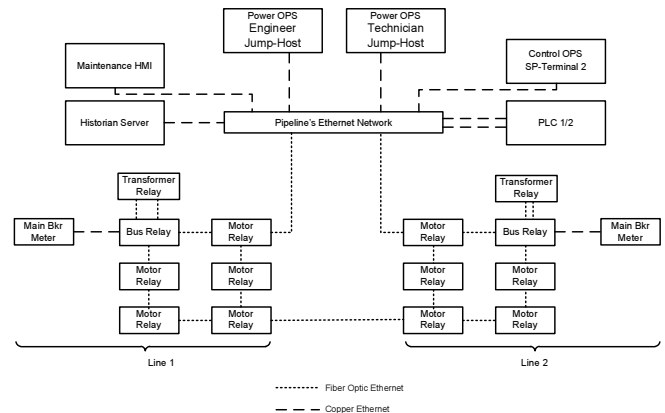 Power OPS
Engineer
Jump-Host
Power OPS
Technician
Jump-Host
Maintenance HMI
Control OPS
SP-Terminal 2
Historian Server
Pipeline's Ethernet Network
PLC 1/2
Transformer
Relay
Transformer
Relay
Main Bkr
Meter
Bus Relay
Motor
Relay
Motor
Relay
Bus Relay
Main Bkr
Meter
Motor
Relay
Motor
Relay
Motor
Relay
Motor
Relay
Motor
Relay
Motor
Relay
Motor
Relay
Motor
Relay
Line 1
Line 2
Fiber Optic Ethernet
Copper Ethernet